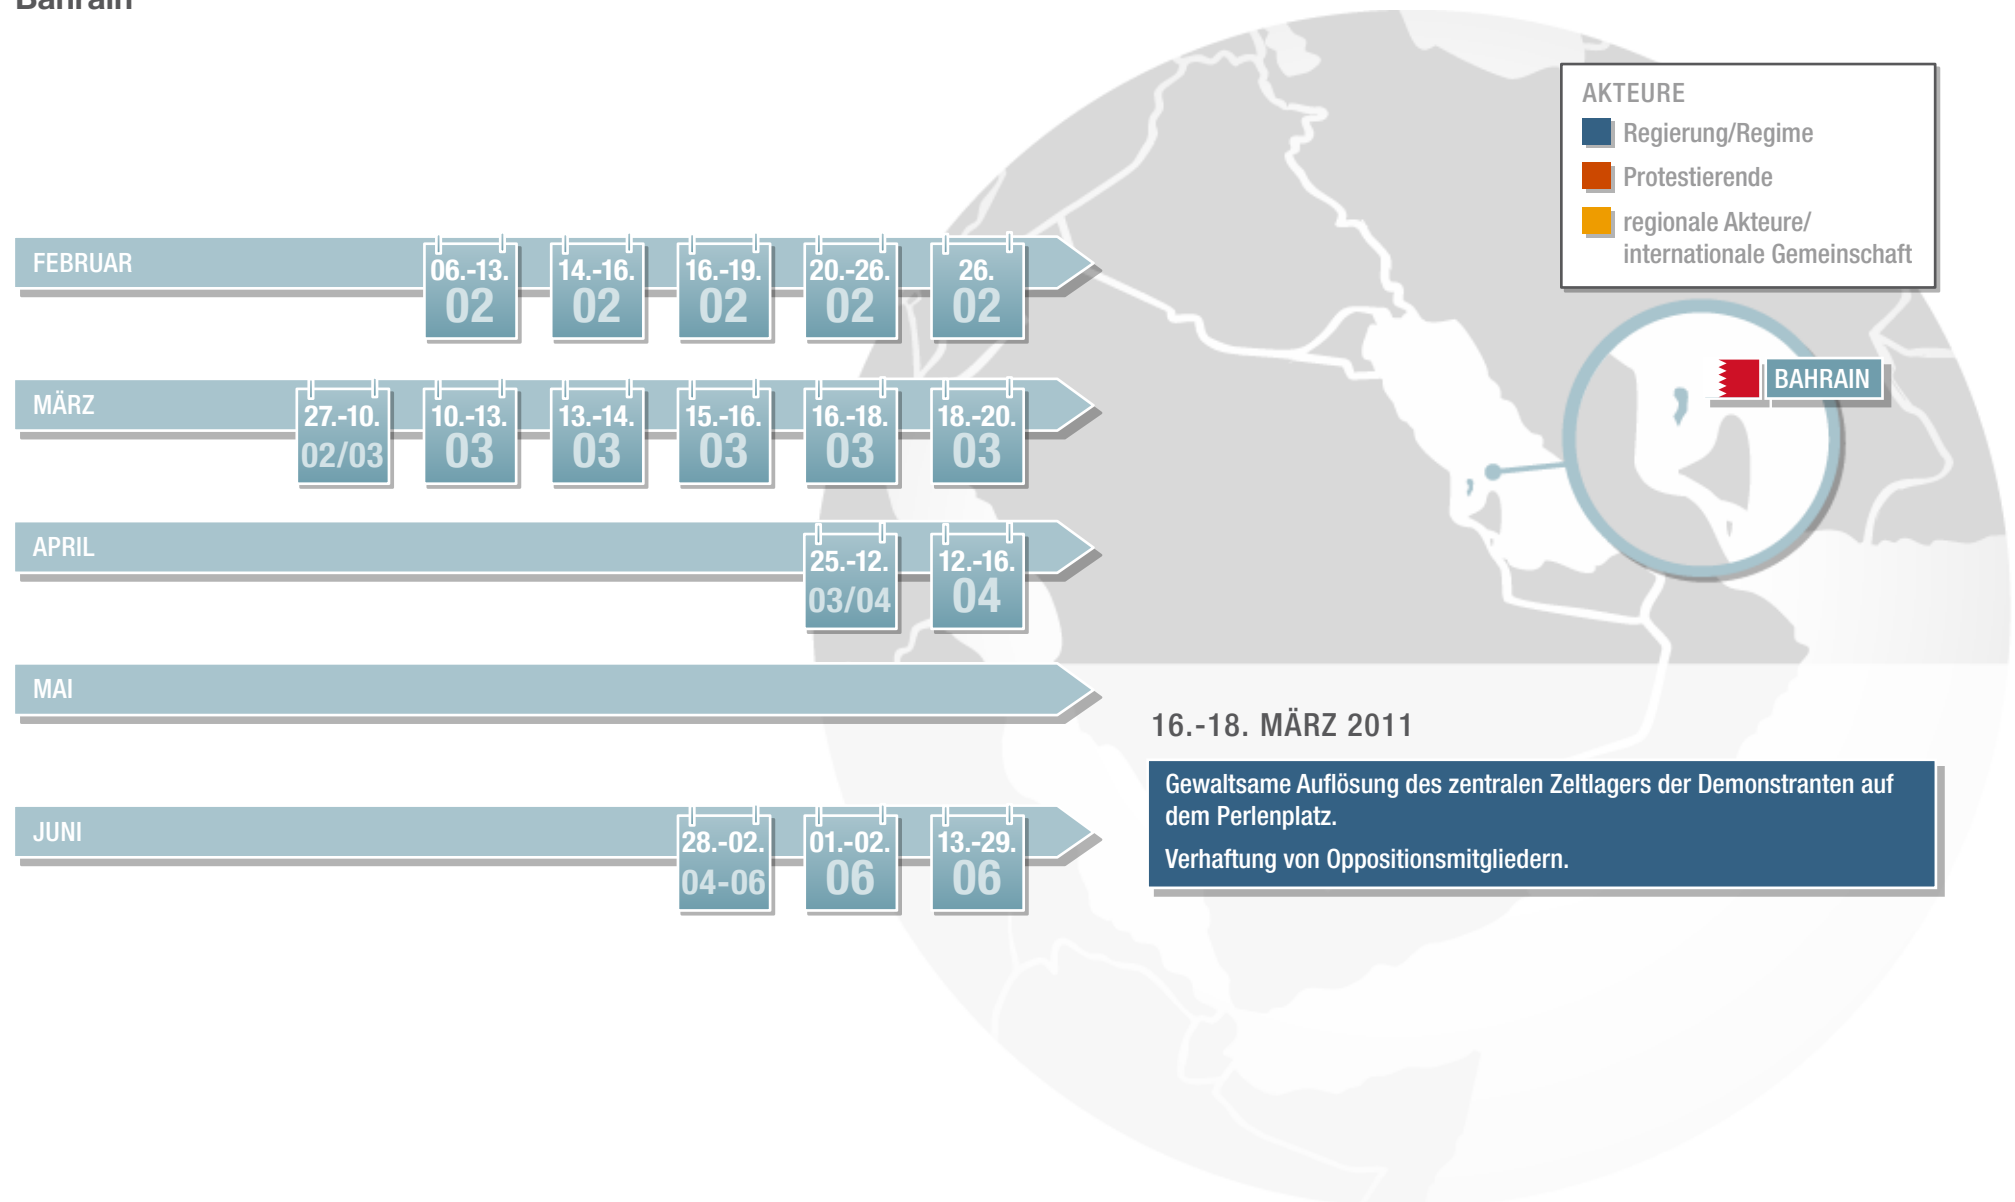 Bahrain
AKTEURE
Regierung/Regime
Protestierende
regionale Akteure/
internationale Gemeinschaft
BAHRAIN
FEBRUAR
06.-13.
02
14.-16.
02
16.-19.
02
20.-26.
02
26.
02
MÄRZ
27.-10.
02/03
10.-13.
03
13.-14.
03
15.-16.
03
16.-18.
03
18.-20.
03
APRIL
25.-12.
03/04
12.-16.
04
MAI
JUNI
28.-02.
04-06
01.-02.
06
13.-29.
06
16.-18. MÄRZ 2011
Gewaltsame Auflösung des zentralen Zeltlagers der Demonstranten auf
dem Perlenplatz.
Verhaftung von Oppositionsmitgliedern.